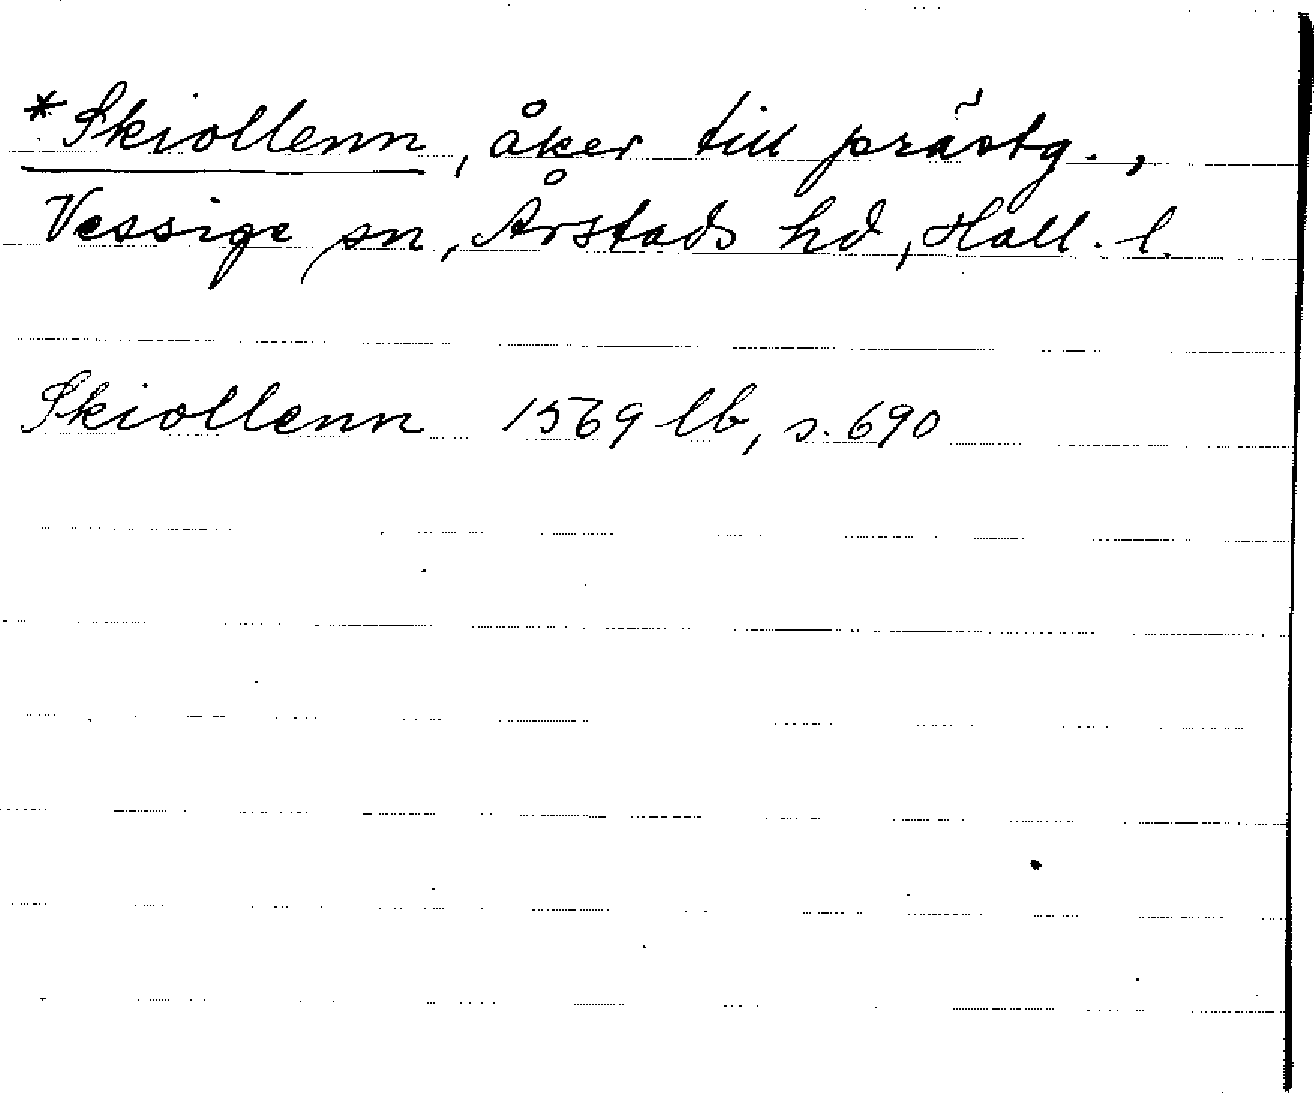 *Skiollenn, åker till prästg.,
Vessige sn, Årstads hd, Hall. l.
Skiollenn 1569 lb, s. 690